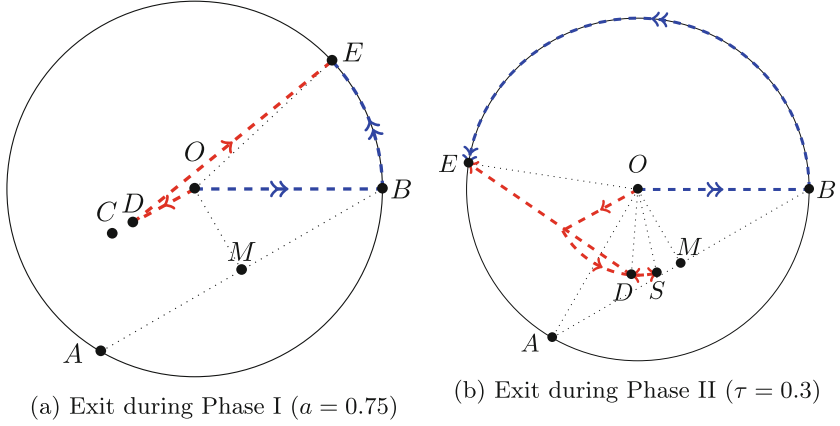 E
O
B
C
D
M
A
(a) Exit during Phase I (a = 0.75)
E
O
B
M
D
S
A
(b) Exit during Phase II (τ = 0.3)